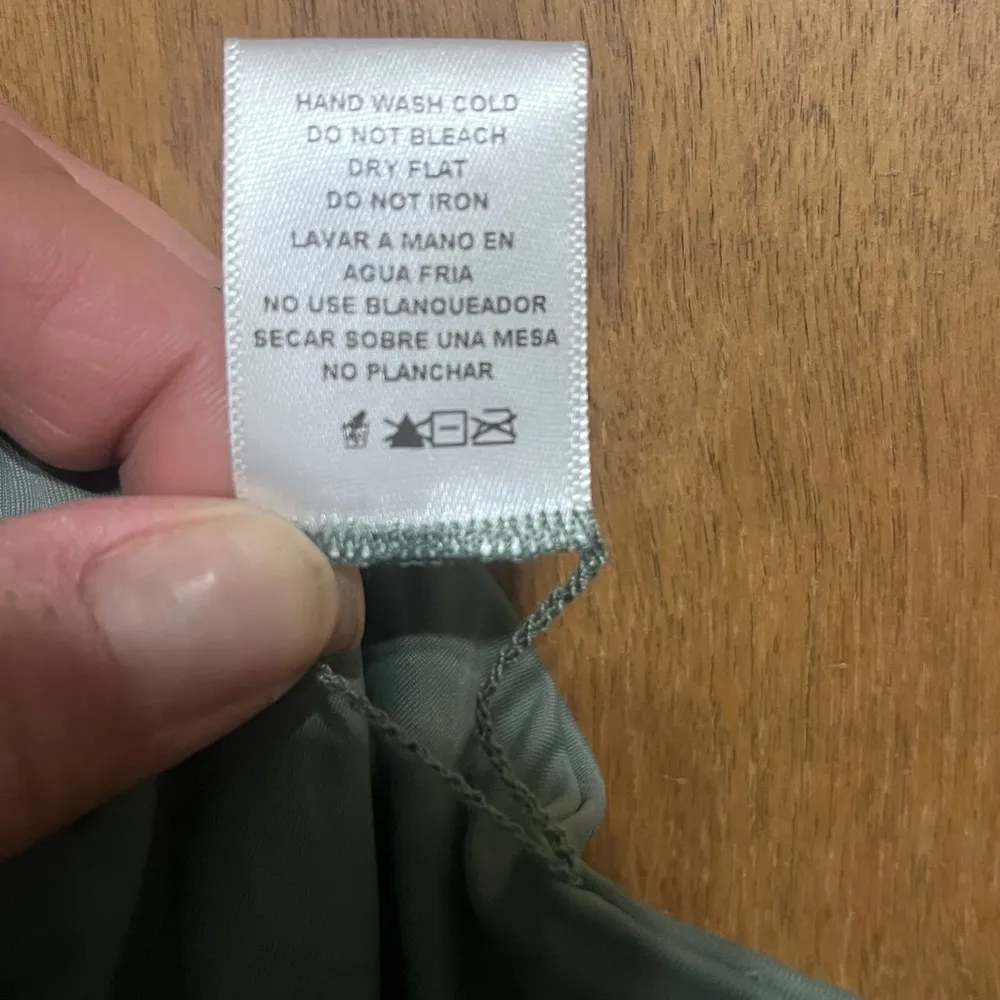 HAND WASH COLD
DO NOT BLEACH
DRY FLAT
DO NOT IRON
LAVAR A MANO EN
AGUA FRIA
NO USE BLANQUEADOR
SECAR SOBRE UNA MESA
NO PLANCHAR